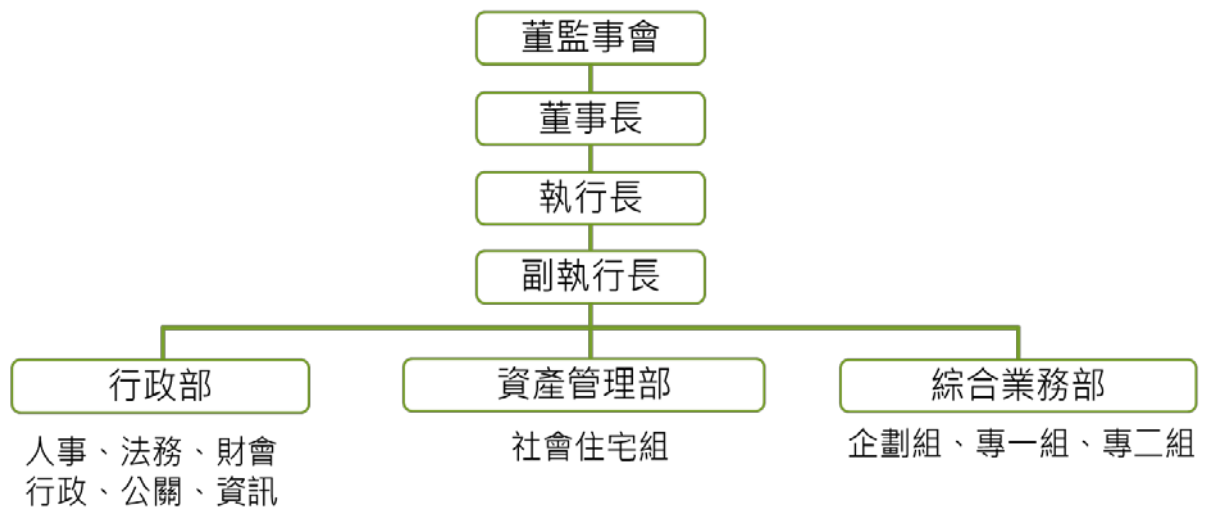 董監事會
董事長
執行長
副執行長
行政部
資產管理部
綜合業務部
人事、法務、財會
行政、公關、資訊
社會住宅組
企劃組、專一組、專二組